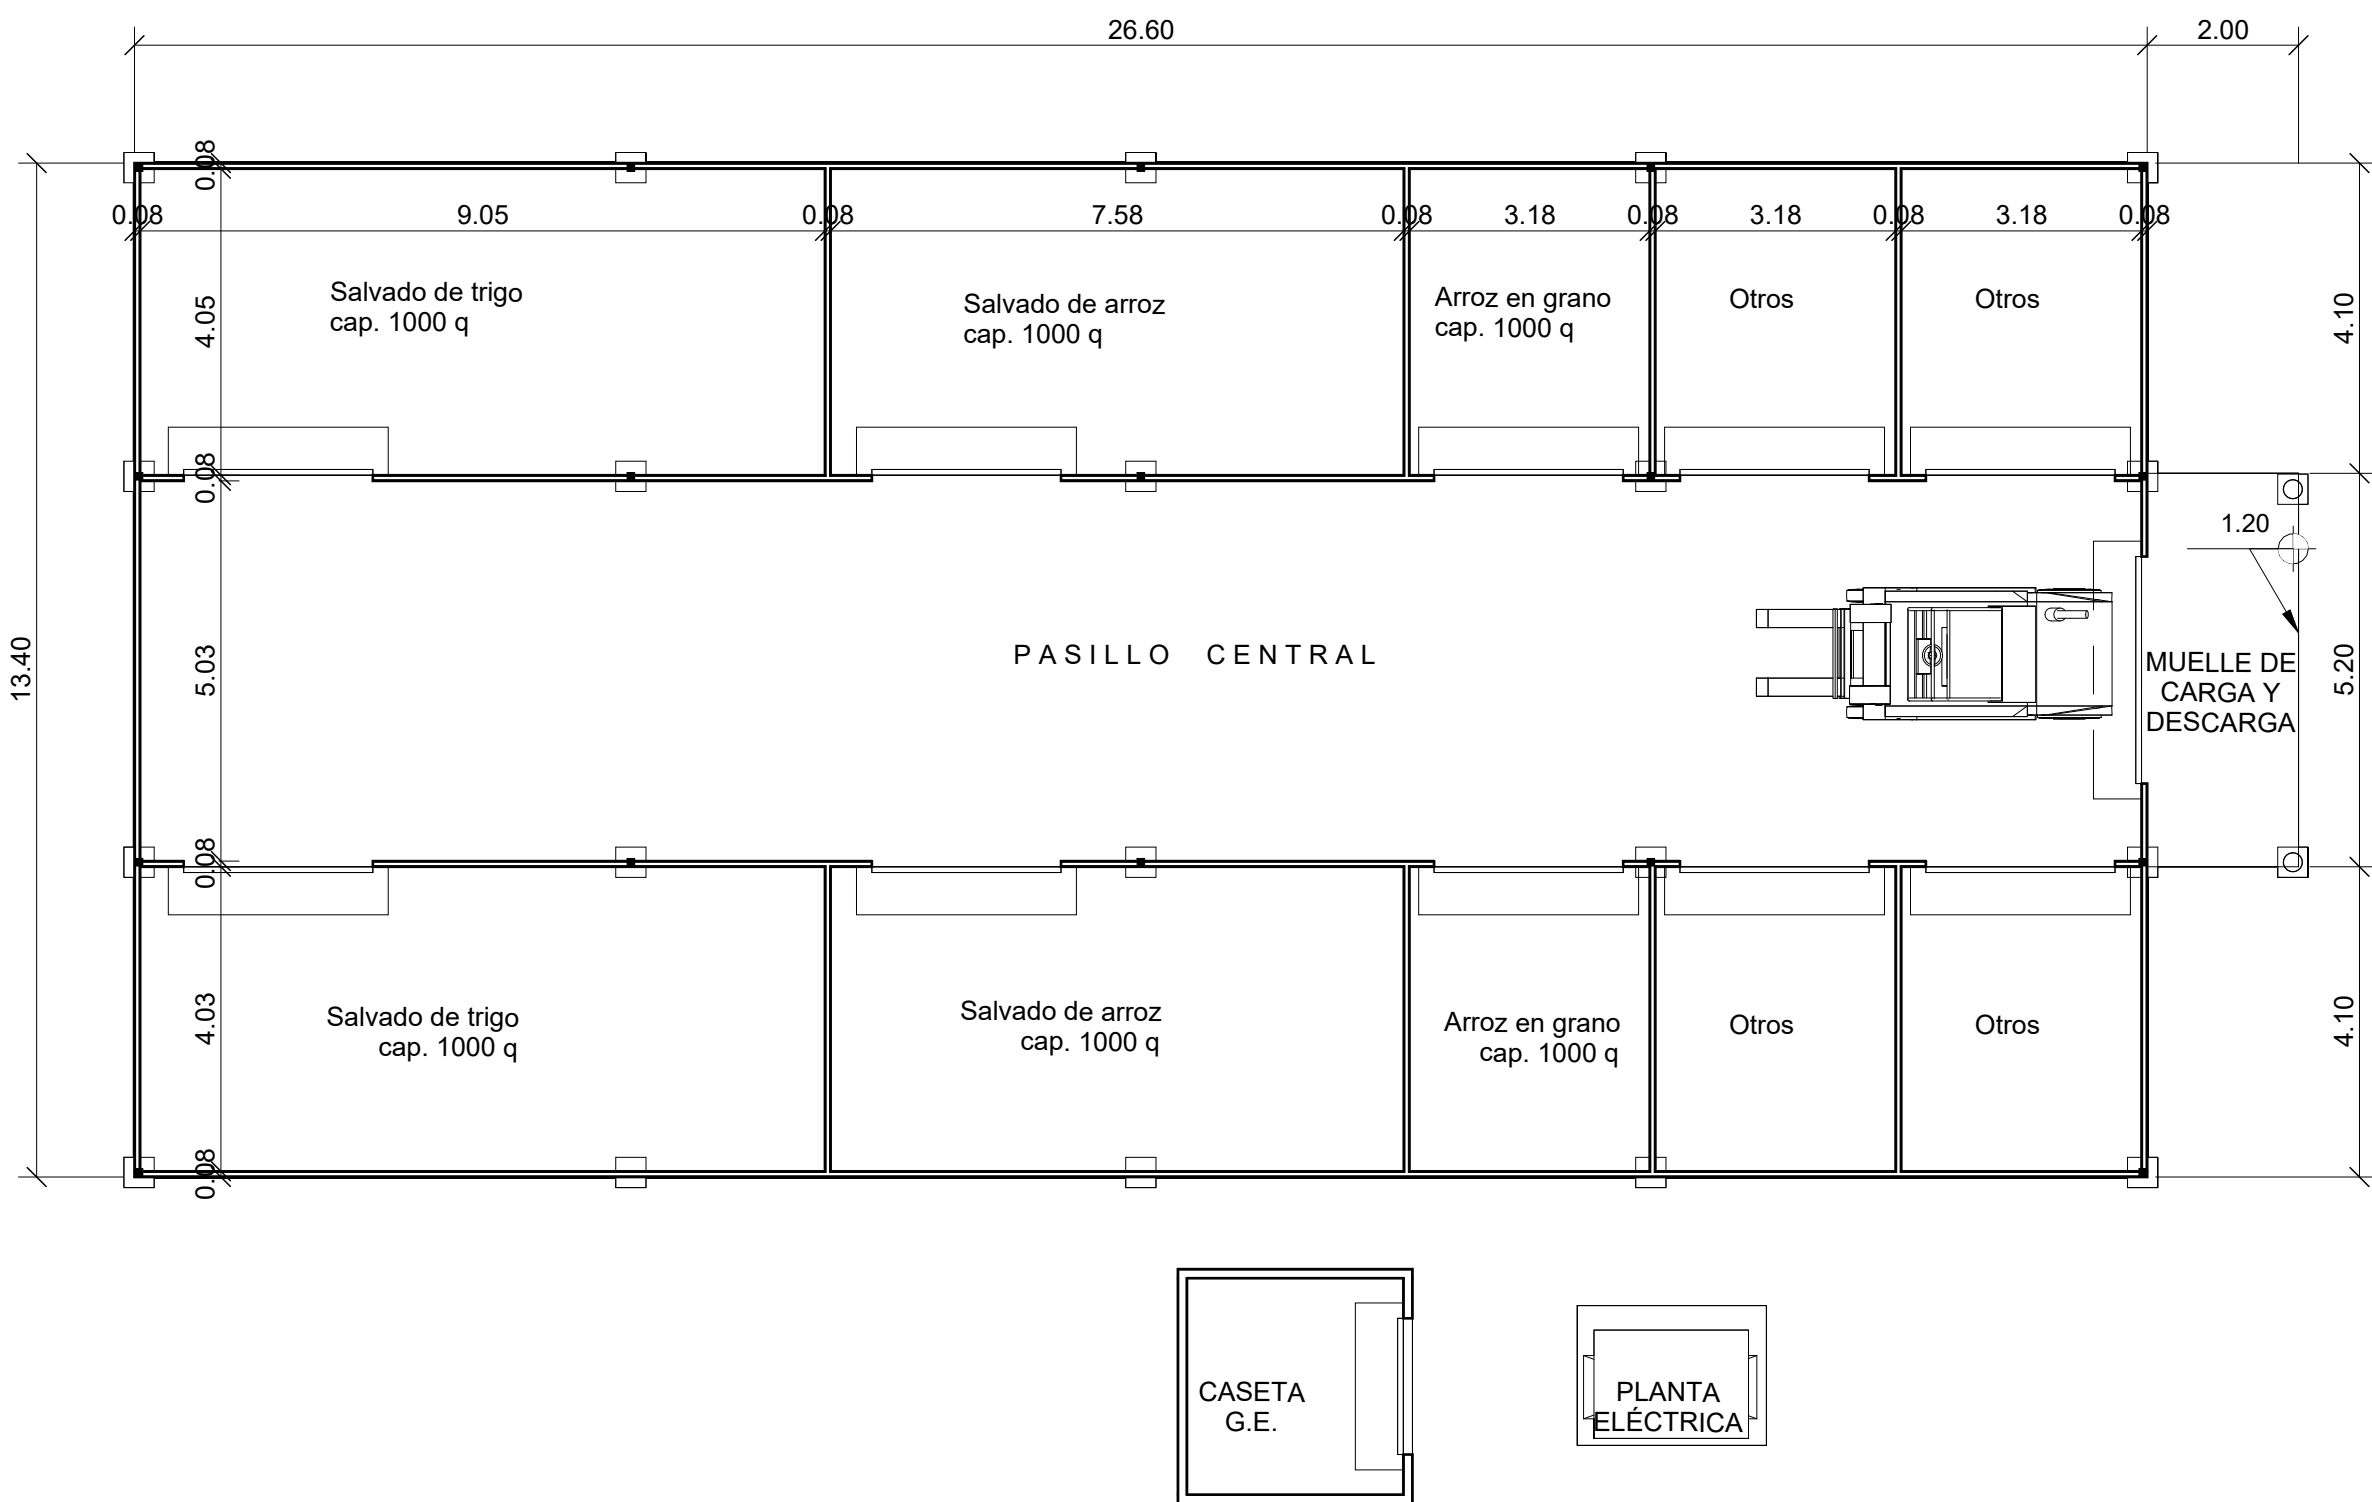 26.60
2.00
0.08
0.08
9.05
0.08
7.58
0.08
3.18
0.08
3.18
0.08
3.18
0.08
Salvado de trigo
cap. 1000 q
Salvado de arroz
cap. 1000 q
Arroz en grano
cap. 1000 q
Otros
Otros
4.05
4.10
0.08
1.20
13.40
5.03
PASILLO CENTRAL
MUELLE DE
CARGA Y
DESCARGA
5.20
0.08
4.03
Salvado de trigo
cap. 1000 q
Salvado de arroz
cap. 1000 q
Arroz en grano
cap. 1000 q
Otros
Otros
4.10
0.08
CASETA
G.E.
PLANTA
ELÉCTRICA